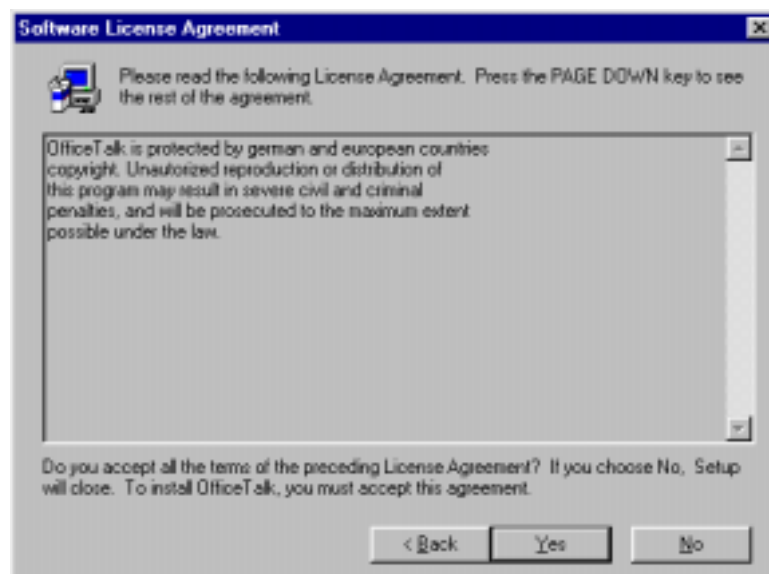 Software License Agreement
Please read the following License Agreement. Press the PAGE DOWN key to see
the rest of the agreement.
OfficeTalk is protected by german and european countries
copyright. Unautorized reproduction or distribution of
this program may result in severe civil and criminal
penalties, and will be prosecuted to the maximum extent
possible under the law.
Do you accept all the terms of the preceding License Agreement? If you choose No, Setup
will close. To install OfficeTalk, you must accept this agreement.
< Back Yes No